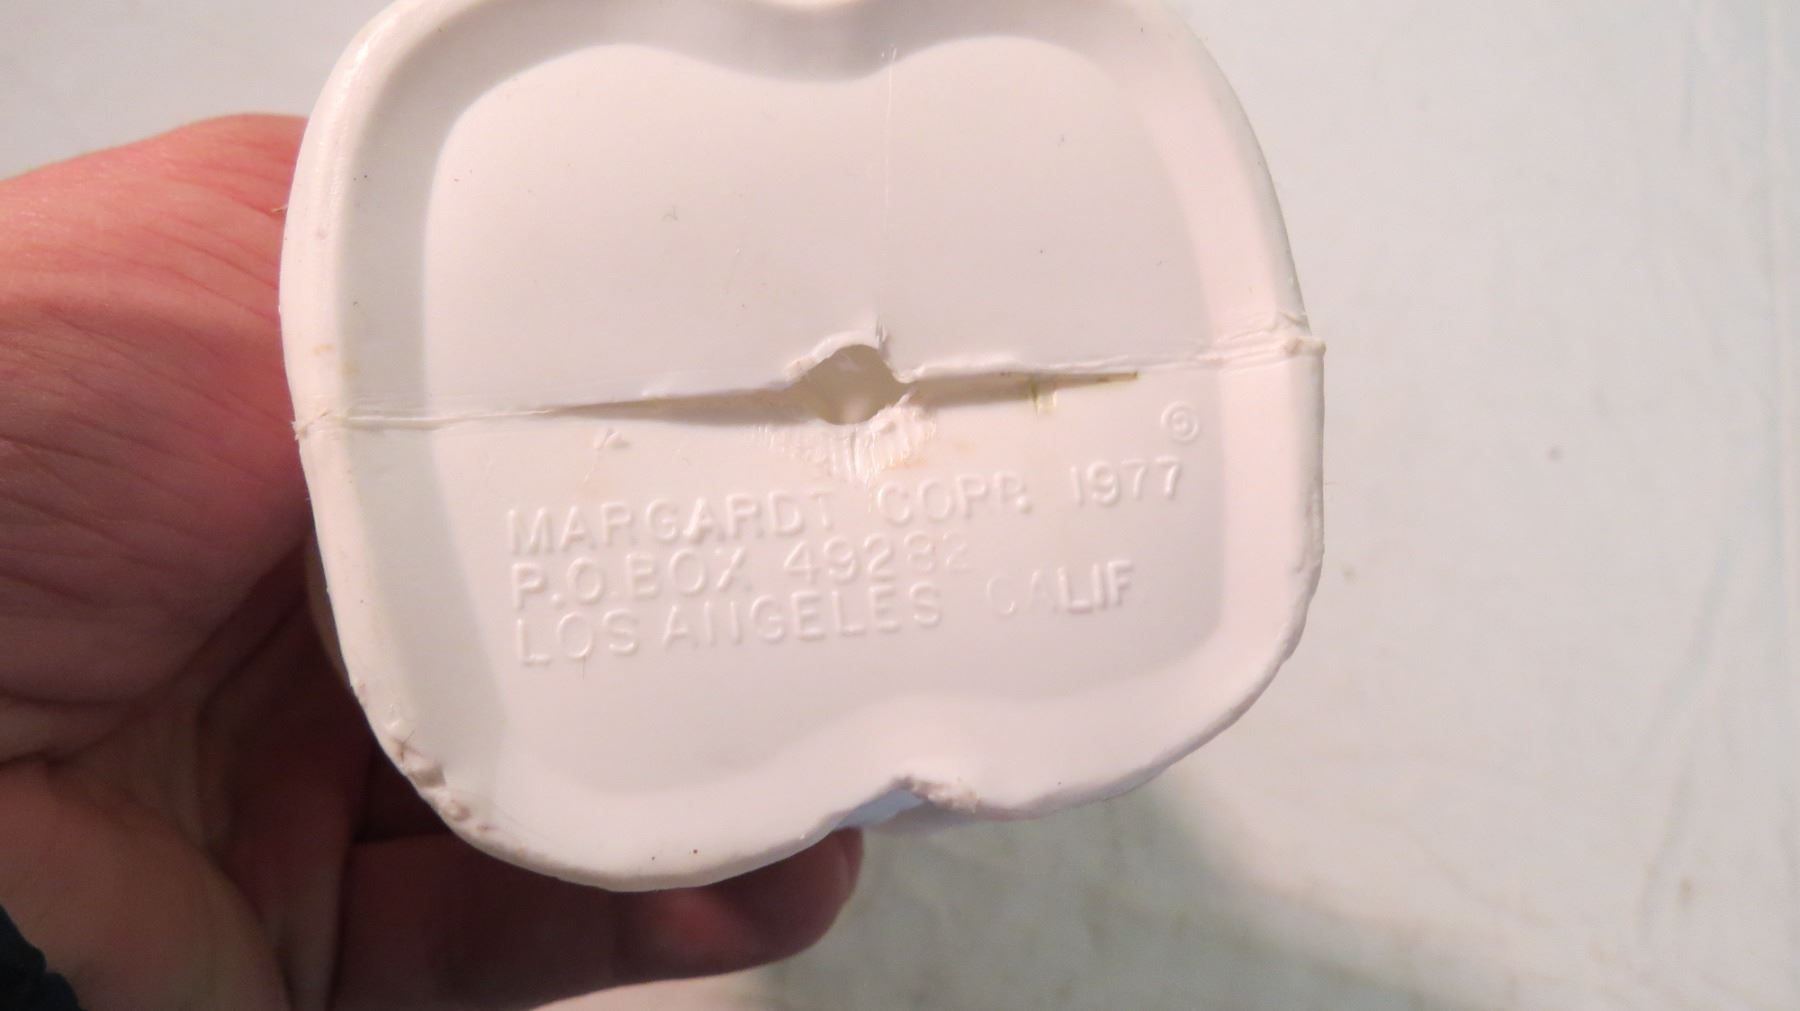 ©
MARGARDT CORP. 1977
P.O.BOX 49282
LOS ANGELES CALIF